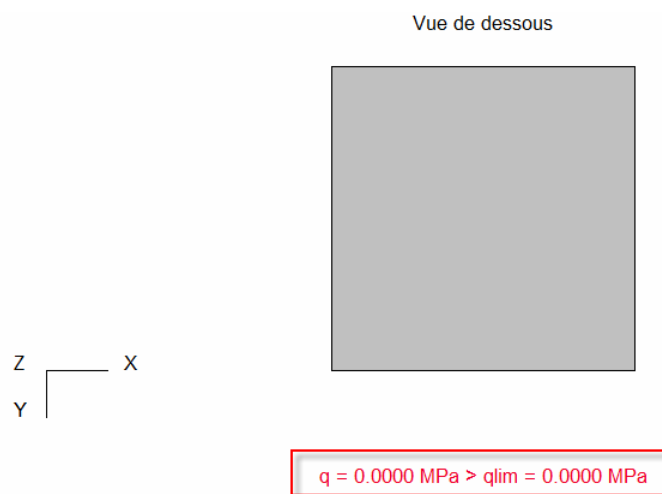 Vue de dessous
Z X
Y
q = 0.0000 MPa > qlim = 0.0000 MPa